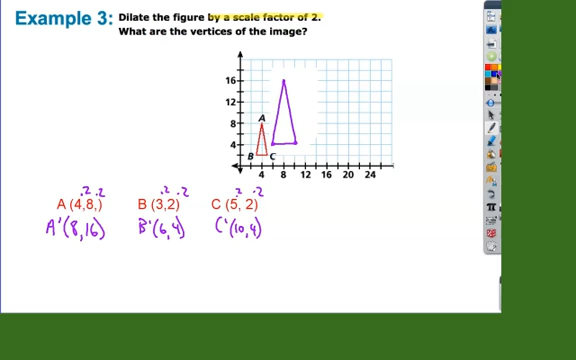 Example 3: Dilate the figure by a scale factor of 2.
What are the vertices of the image?
16
12
8
4
A
B C
4 8 12 16 20 24
.2 .2 .2 .2 .2 .2
A (4,8,) B (3,2) C (5, 2)
A'(8,16) B'(6,4) C'(10,4)